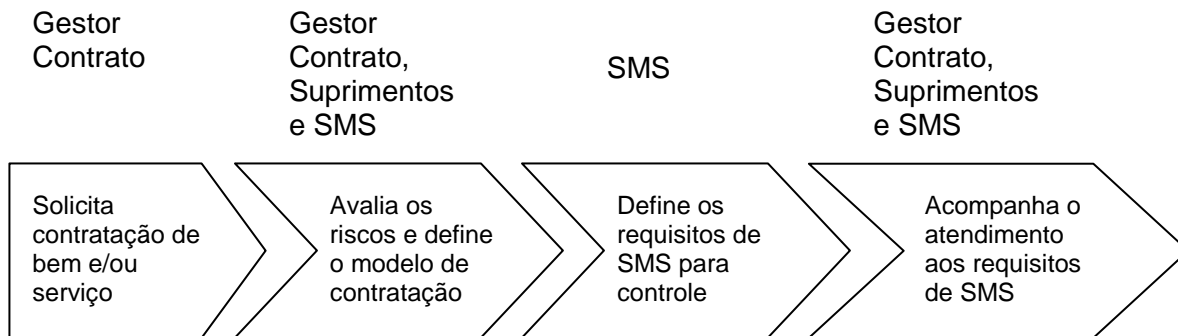 Gestor
Contrato
Gestor
Contrato,
Suprimentos
e SMS
SMS
Gestor
Contrato,
Suprimentos
e SMS
Solicita
contratação de
bem e/ou
serviço
Avalia os
riscos e define
o modelo de
contratação
Define os
requisitos de
SMS para
controle
Acompanha o
atendimento
aos requisitos
de SMS